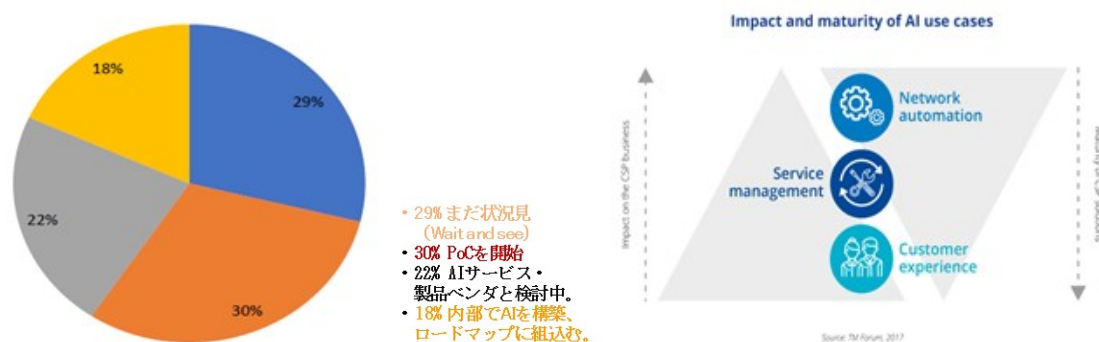 18%
29%
22%
30%
・29% まだ状況見
(Wait and see)
・30% PoCを開始
・22% AIサービス・
製品ベンダと検討中。
・18% 内部でAIを構築、
ロードマップに組込む。
Impact and maturity of AI use cases
Impact on the CSP business
Network
automation
Service
management
Customer
experience
Maturity of CSP solutions
Source: TM Forum, 2017